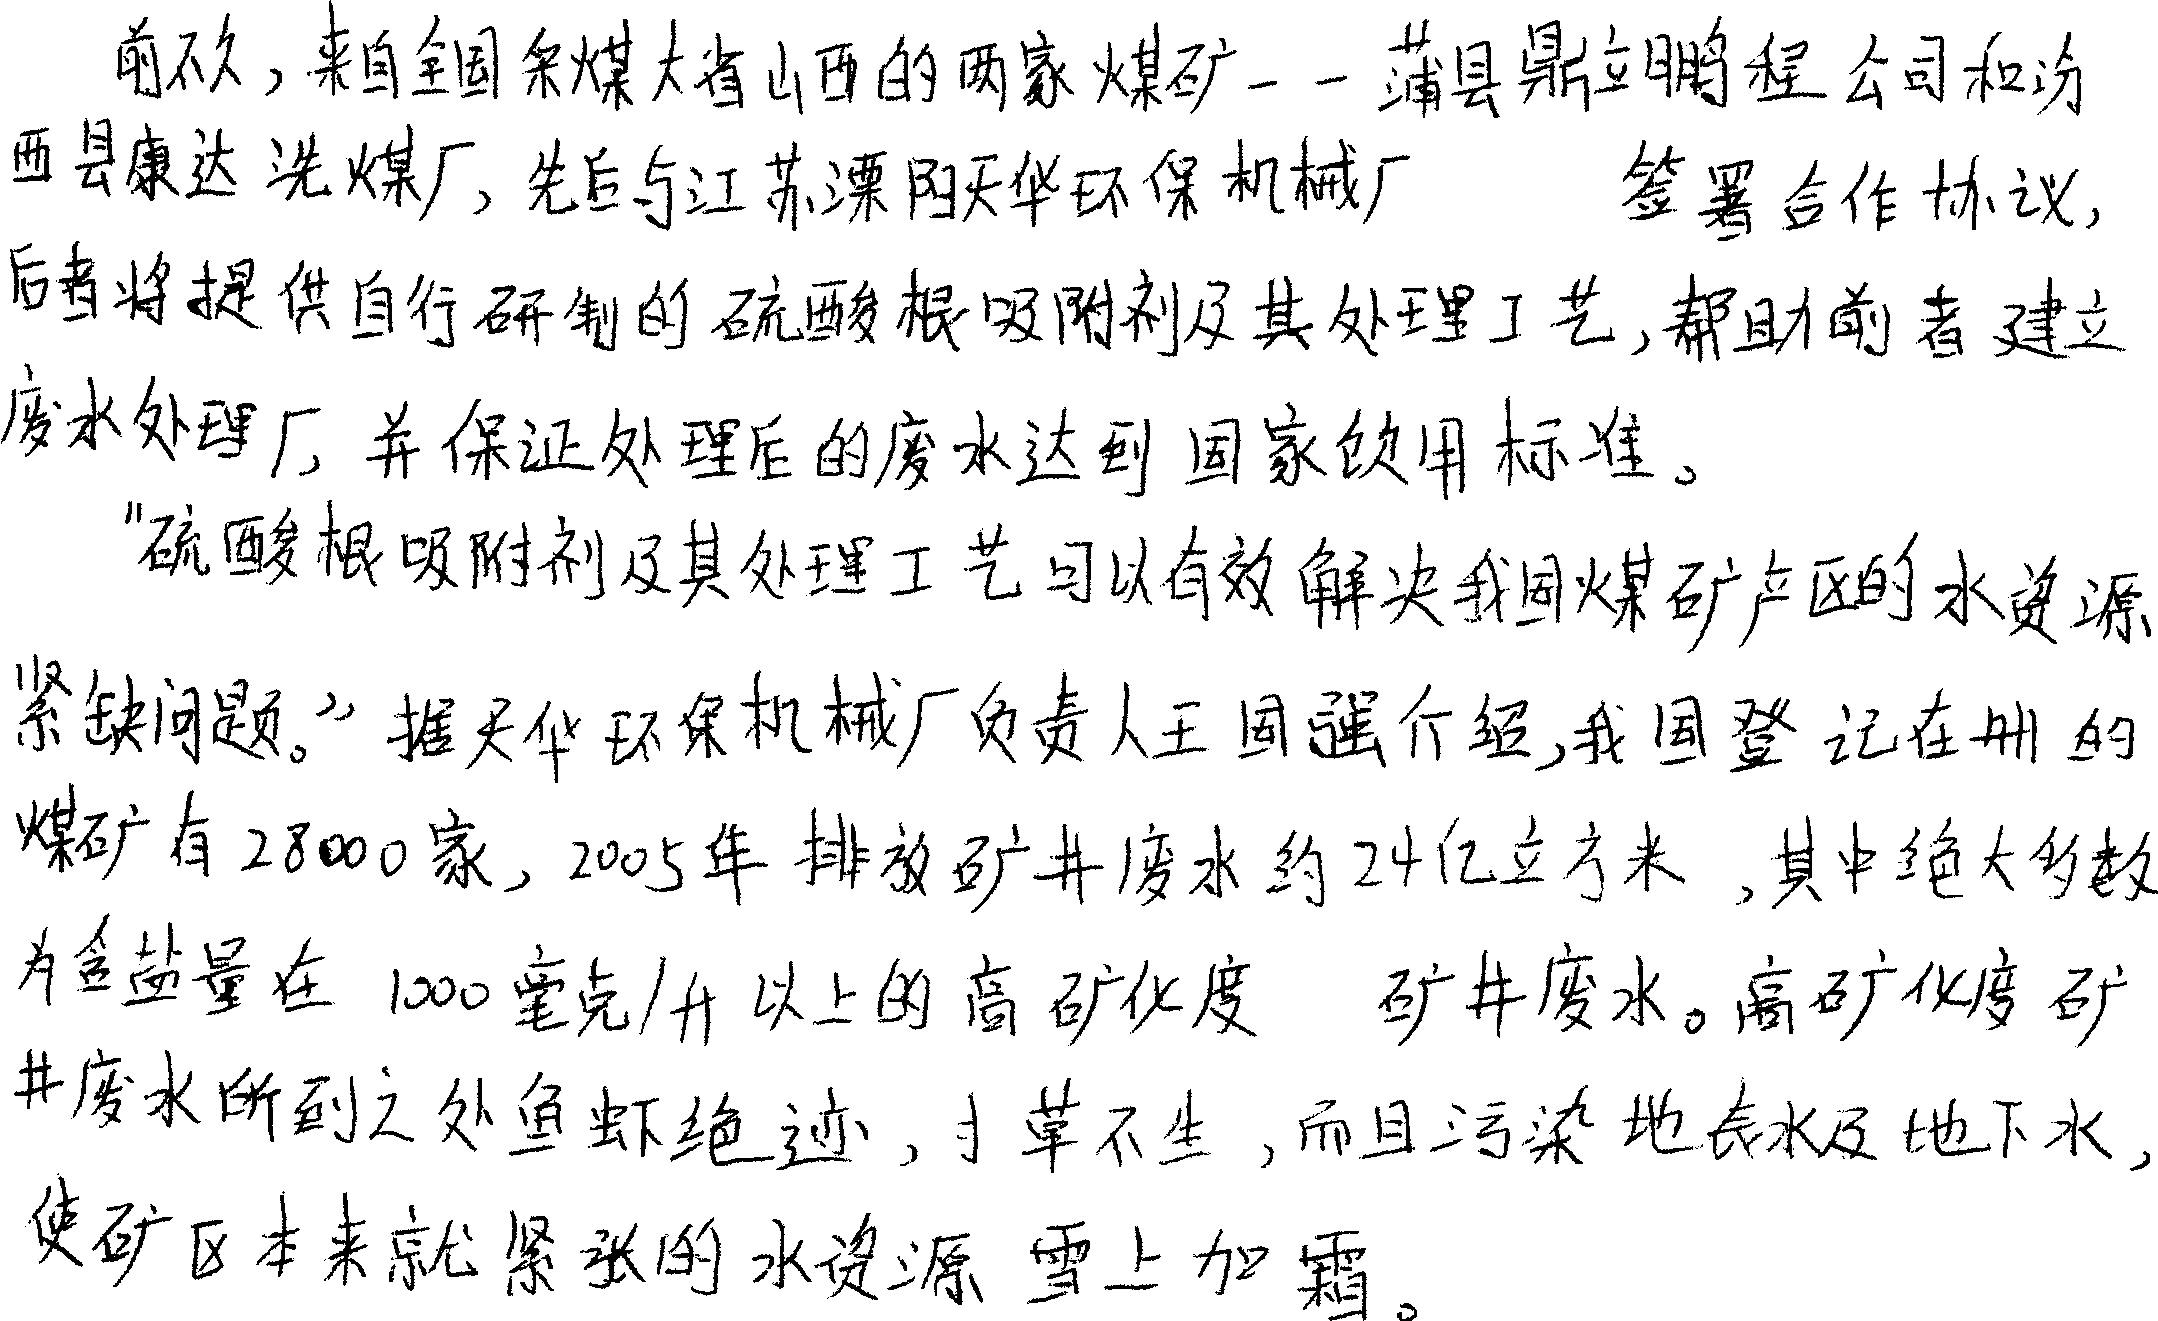 前不久，来自全国采煤大省山西的两家煤矿--蒲县鼎立鹏程公司和汾
西县康达洗煤厂，先后与江苏溧阳天华环保机械厂 签署合作协议，
后者将提供自行研制的硫酸根吸附剂及其处理工艺，帮助前者建立
废水处理厂，并保证处理后的废水达到国家饮用标准。
"硫酸根吸附剂及其处理工艺可以有效解决我国煤矿产区的水资源
紧缺问题。”据天华环保机械厂负责人王国强介绍，我国登记在册的
煤矿有28000家，2005年排放矿井废水约24亿立方米，其中绝大多数
为含盐量在1000毫克/升以上的高矿化度 矿井废水。高矿化度矿
井废水所到之处鱼虾绝迹，寸草不生，而且污染地表水及地下水，
使矿区本来就紧张的水资源雪上加霜。